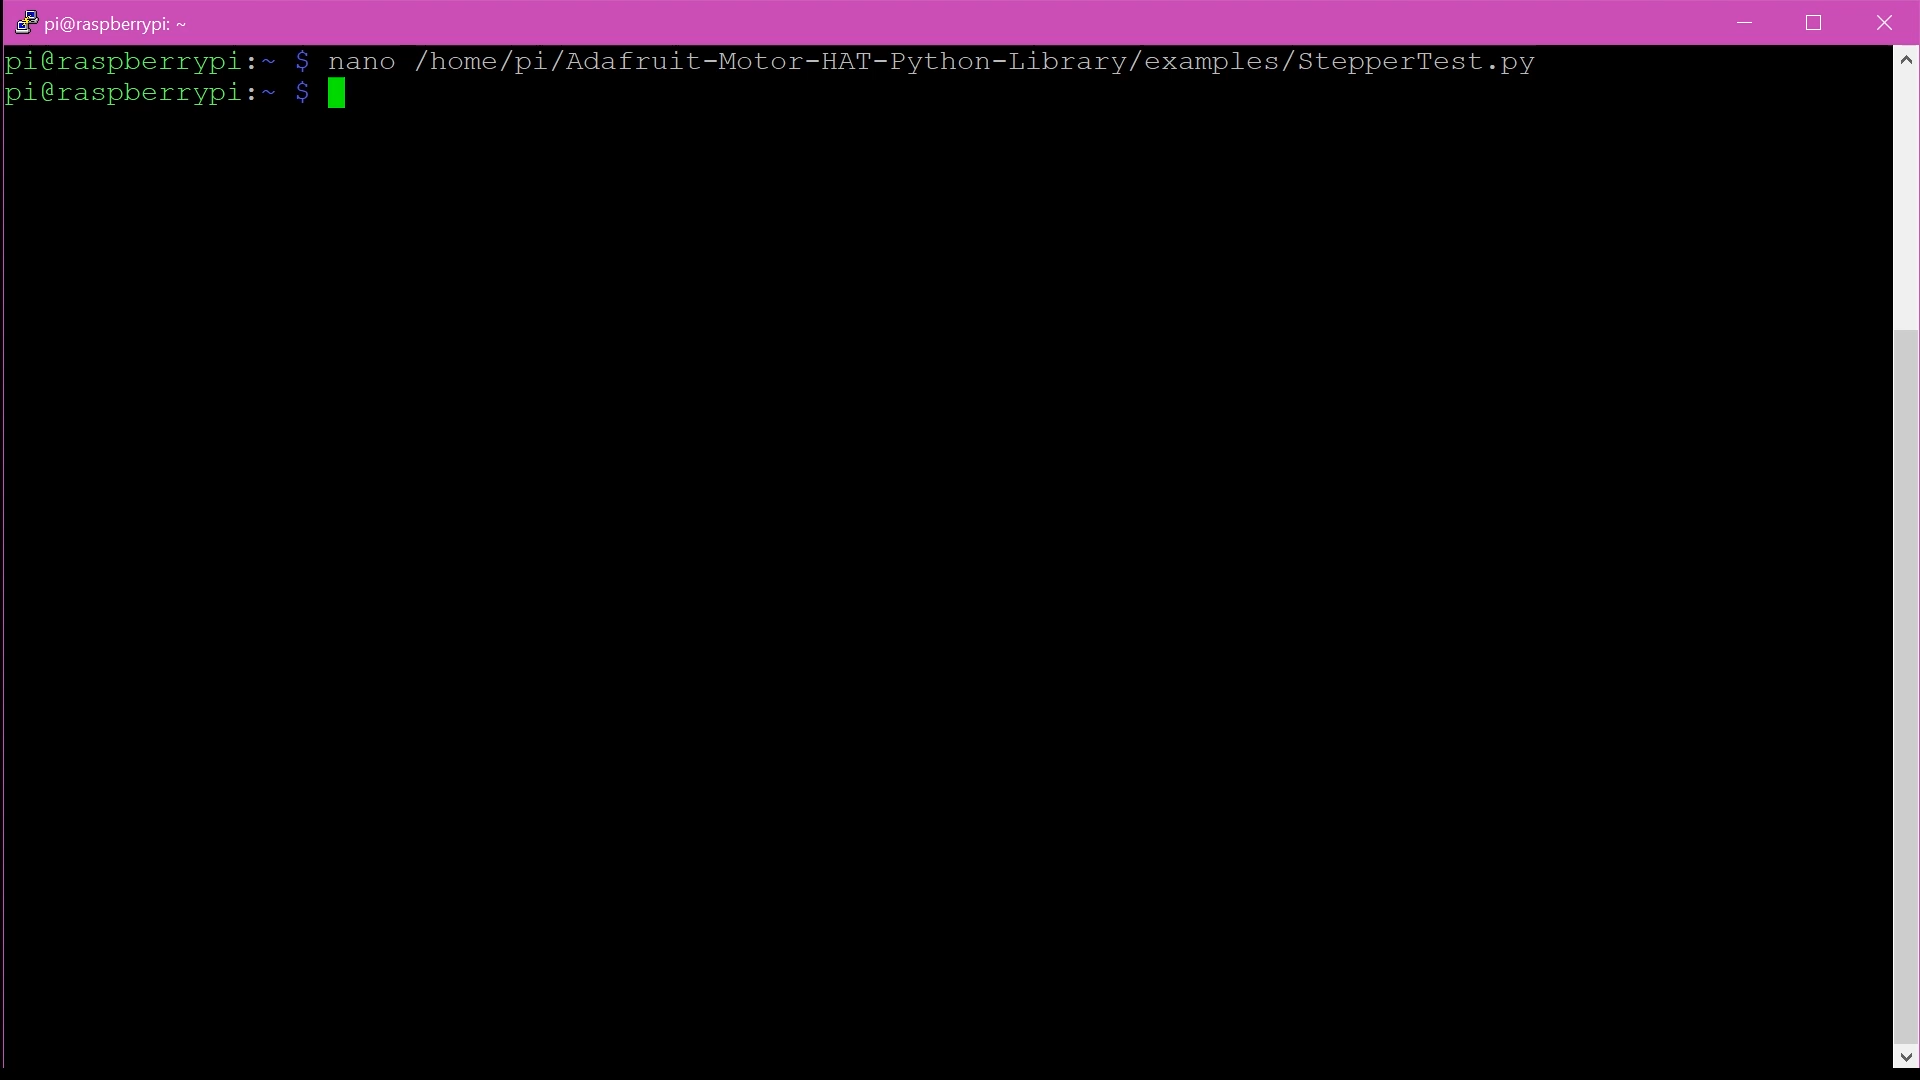 pi@raspberrypi: ~
pi@raspberrypi:~ $ nano /home/pi/Adafruit-Motor-HAT-Python-Library/examples/StepperTest.py
pi@raspberrypi:~ $